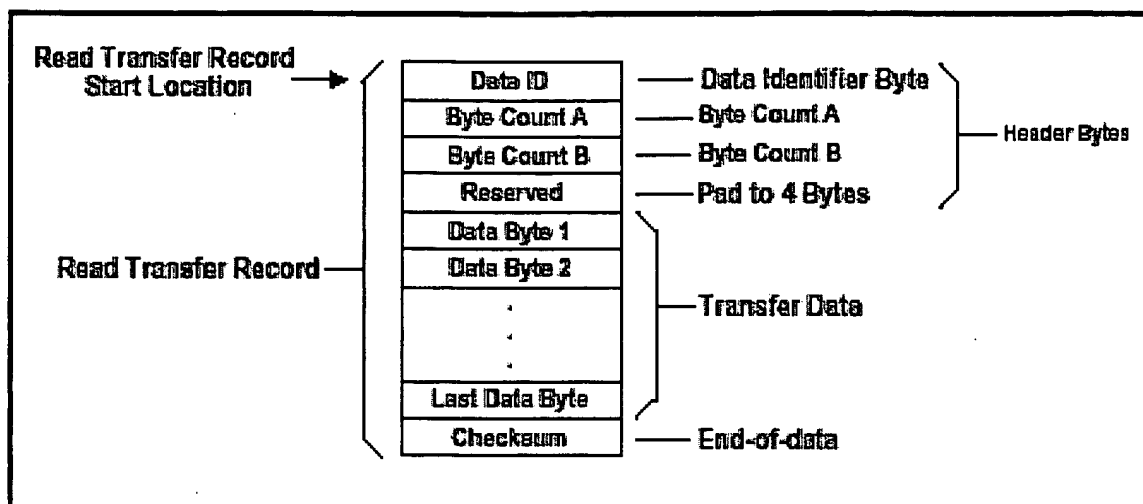 Read Transfer Record
Start Location
Data ID
Data Identifier Byte
Byte Count A
Byte Count A
Byte Count B
Byte Count B
Header Bytes
Reserved
Pad to 4 Bytes
Data Byte 1
Read Transfer Record
Data Byte 2
.
.
.
Transfer Data
Last Data Byte
Checksum
End-of-data